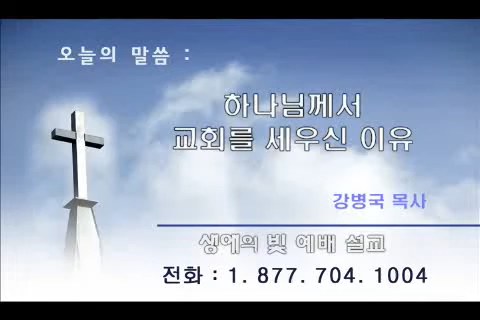 오늘의 말씀 :
하나님께서
교회를 세우신 이유
강병국 목사
생애의 빛 예배 설교
전화 : 1. 877. 704. 1004